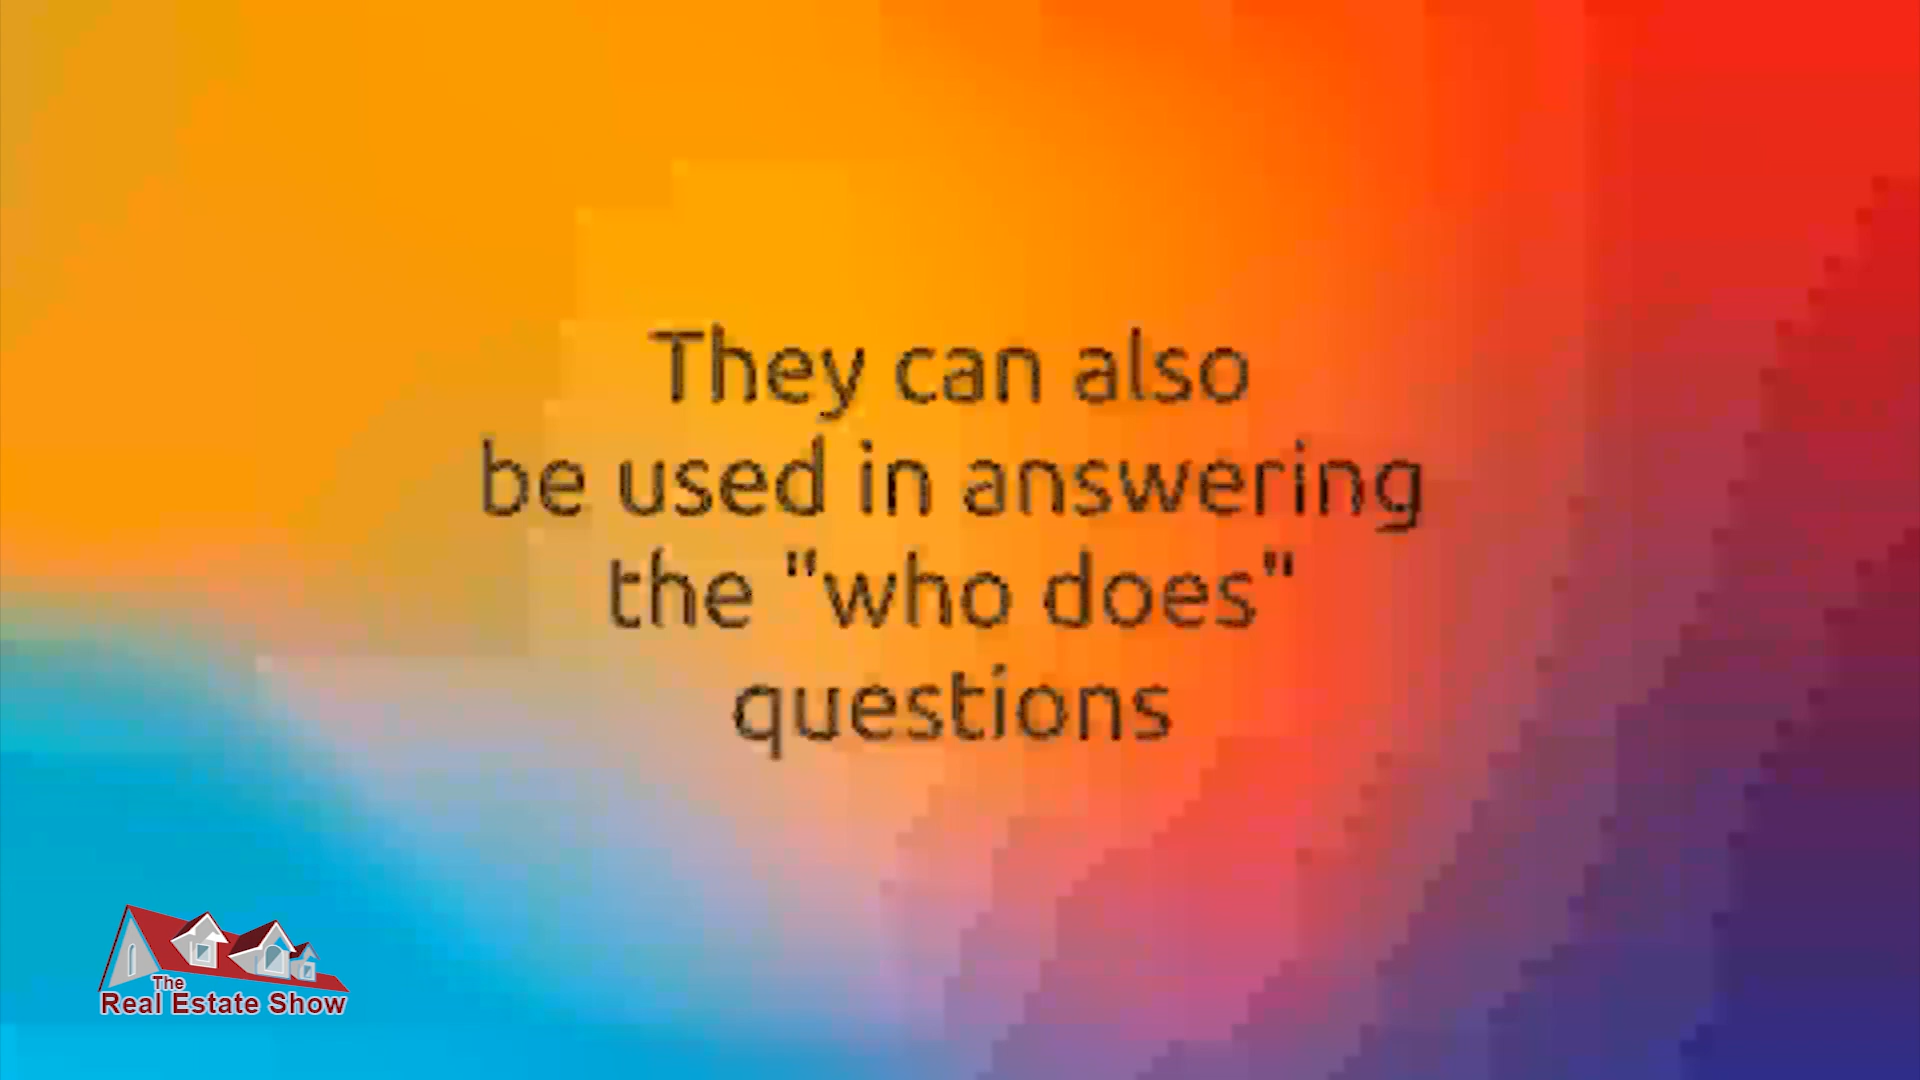 They can also
be used in answering
the "who does"
questions
The
Real Estate Show